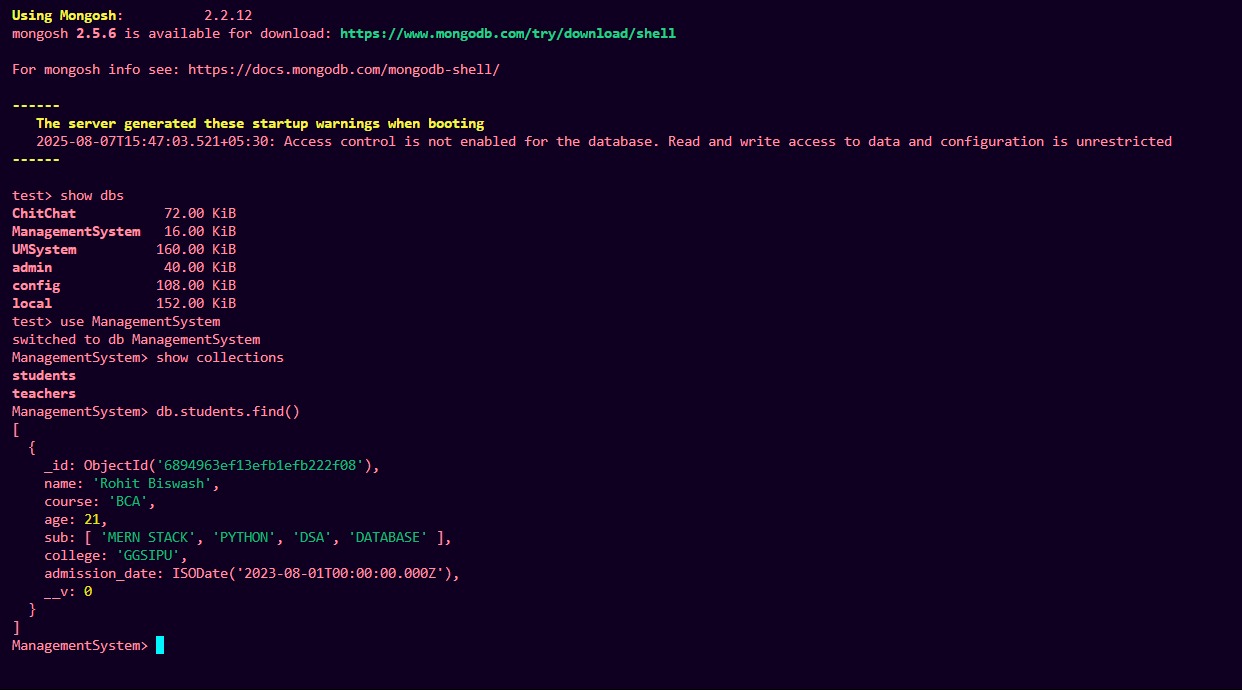 Using Mongosh:          2.2.12
mongosh 2.5.6 is available for download: https://www.mongodb.com/try/download/shell
For mongosh info see: https://docs.mongodb.com/mongodb-shell/
------
   The server generated these startup warnings when booting
   2025-08-07T15:47:03.521+05:30: Access control is not enabled for the database. Read and write access to data and configuration is unrestricted
------
test> show dbs
ChitChat           72.00 KiB
ManagementSystem   16.00 KiB
UMSystem          160.00 KiB
admin              40.00 KiB
config            108.00 KiB
local             152.00 KiB
test> use ManagementSystem
switched to db ManagementSystem
ManagementSystem> show collections
students
teachers
ManagementSystem> db.students.find()
[
  {
    _id: ObjectId('6894963ef13efb1efb222f08'),
    name: 'Rohit Biswash',
    course: 'BCA',
    age: 21,
    sub: [ 'MERN STACK', 'PYTHON', 'DSA', 'DATABASE' ],
    college: 'GGSIPU',
    admission_date: ISODate('2023-08-01T00:00:00.000Z'),
    __v: 0
  }
]
ManagementSystem>